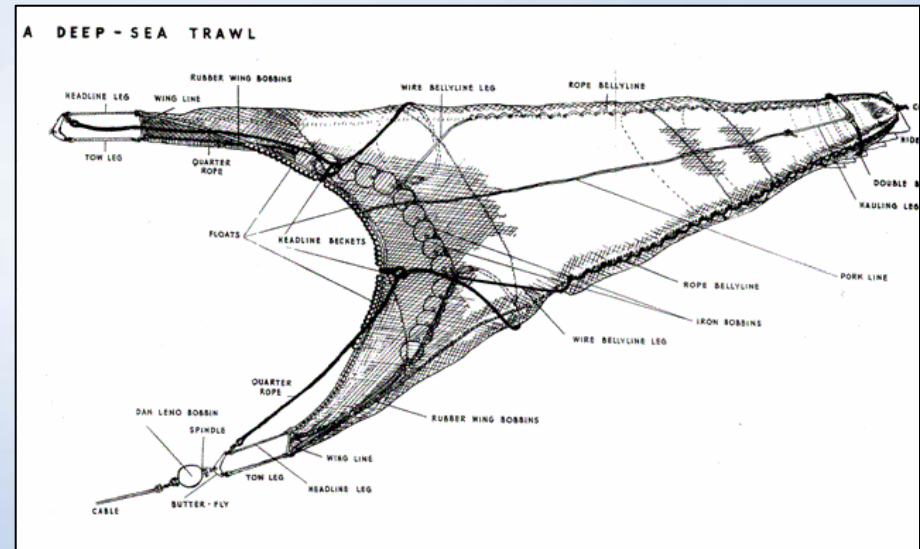 A DEEP-SEA TRAWL
HEADLINE LEG
WING LINE
RUBBER WING BOBBINS
WIRE BELLYLINE LEG
ROPE BELLYLINE
TOW LEG
QUARTER
ROPE
FLOATS
HEADLINE BECKETS
DOUBLE B
HAULING LEG
PORK LINE
ROPE BELLYLINE
IRON BOBBINS
WIRE BELLYLINE LEG
QUARTER
ROPE
DAN LENO BOBBIN
SPINDLE
RUBBER WING BOBBINS
WING LINE
TOW LEG
HEADLINE LEG
BUTTER-FLY
CABLE